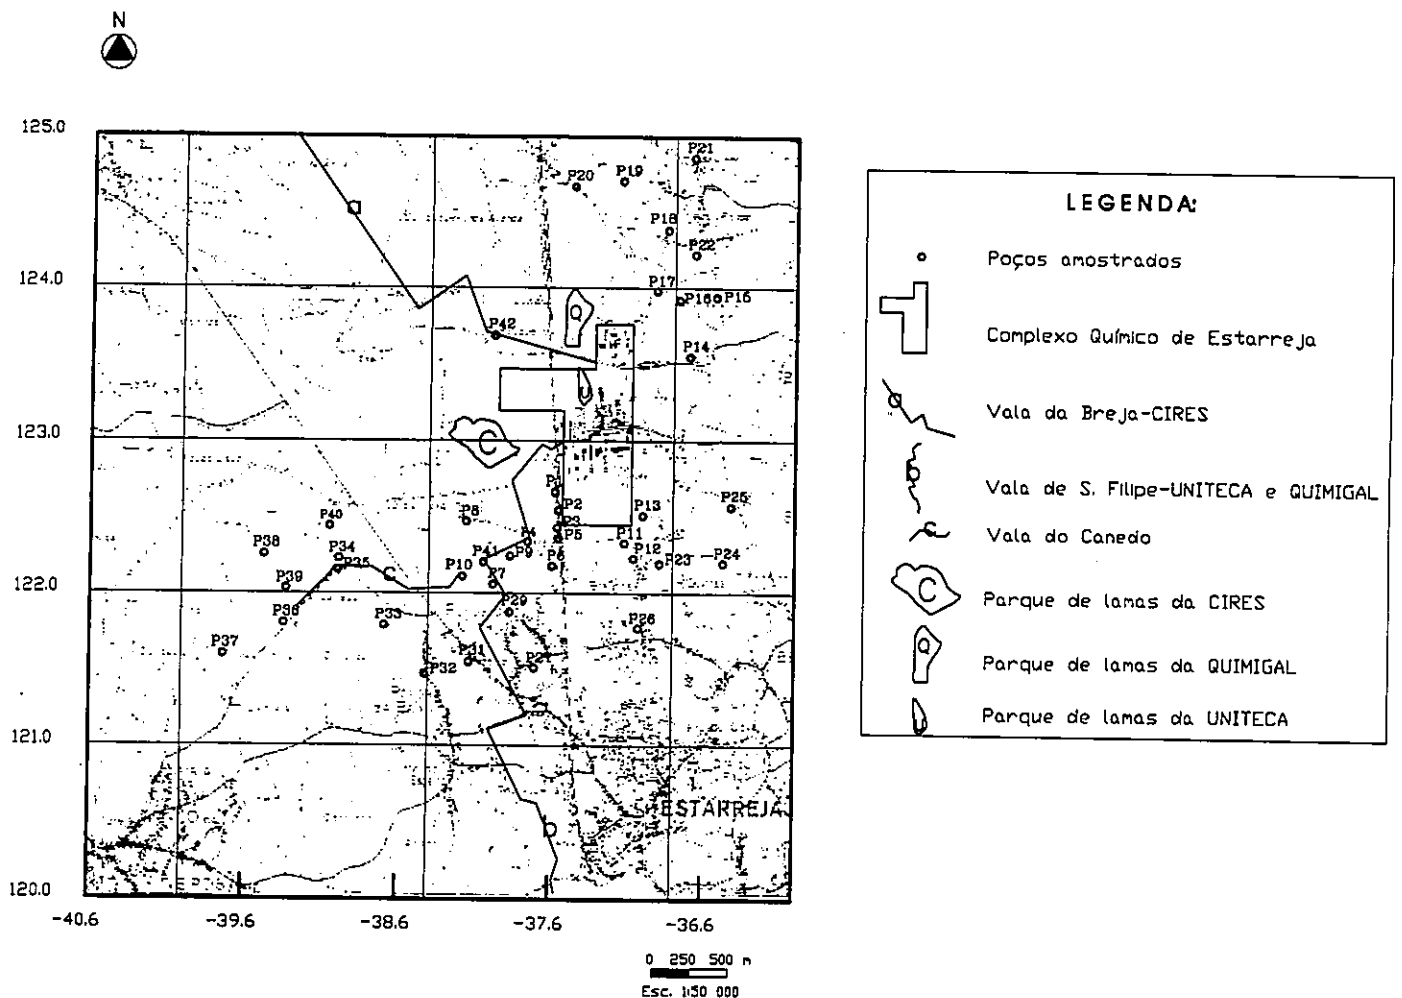 N
125.0
124.0
123.0
122.0
121.0
120.0
-40.6
-39.6
-38.6
-37.6
-36.6
P21
P20
P19
P18
P22
P17
P16
P15
P42
Q
P14
U
C
P1
P2
P3
P5
P13
P25
P8
P40
P4
P11
P38
P34
P41
P9
P6
P12
P35
C
P10
P23
P24
P39
P7
P36
P29
P33
P26
P37
P31
P32
P27
ESTARREJA
0 250 500 m
Esc. 1:50 000
LEGENDA:
Poços amostrados
Complexo Químico de Estarreja
Vala da Breja-CIRES
Vala de S. Filipe-UNITECA e QUIMIGAL
Vala do Canedo
C
Parque de lamas da CIRES
Q
Parque de lamas da QUIMIGAL
U
Parque de lamas da UNITECA